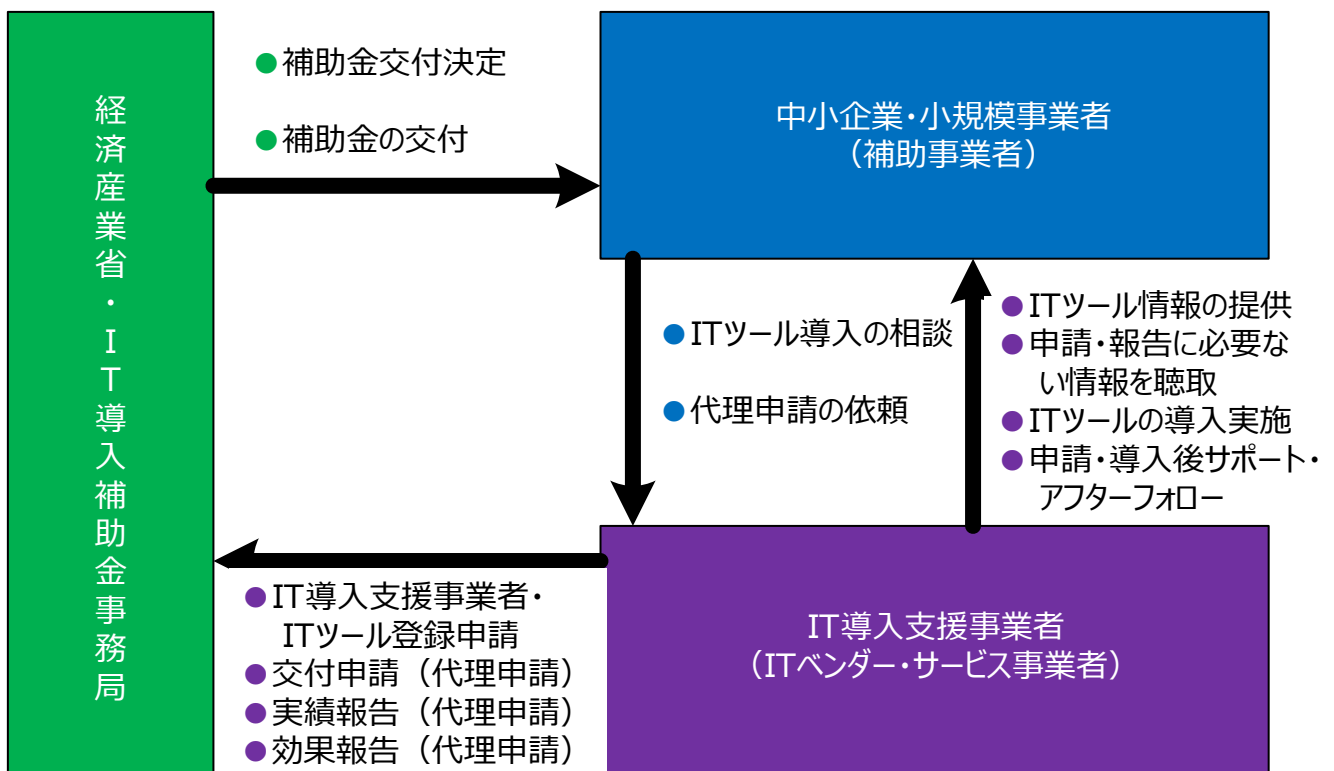 経済産業省・IT導入補助金事務局
●補助金交付決定
●補助金の交付
中小企業・小規模事業者
（補助事業者）
●ITツール導入の相談
●代理申請の依頼
●ITツール情報の提供
●申請・報告に必要な
い情報を聴取
●ITツールの導入実施
●申請・導入後サポート・
アフターフォロー
●IT導入支援事業者・
ITツール登録申請
●交付申請（代理申請）
●実績報告（代理申請）
●効果報告（代理申請）
IT導入支援事業者
（ITベンダー・サービス事業者）